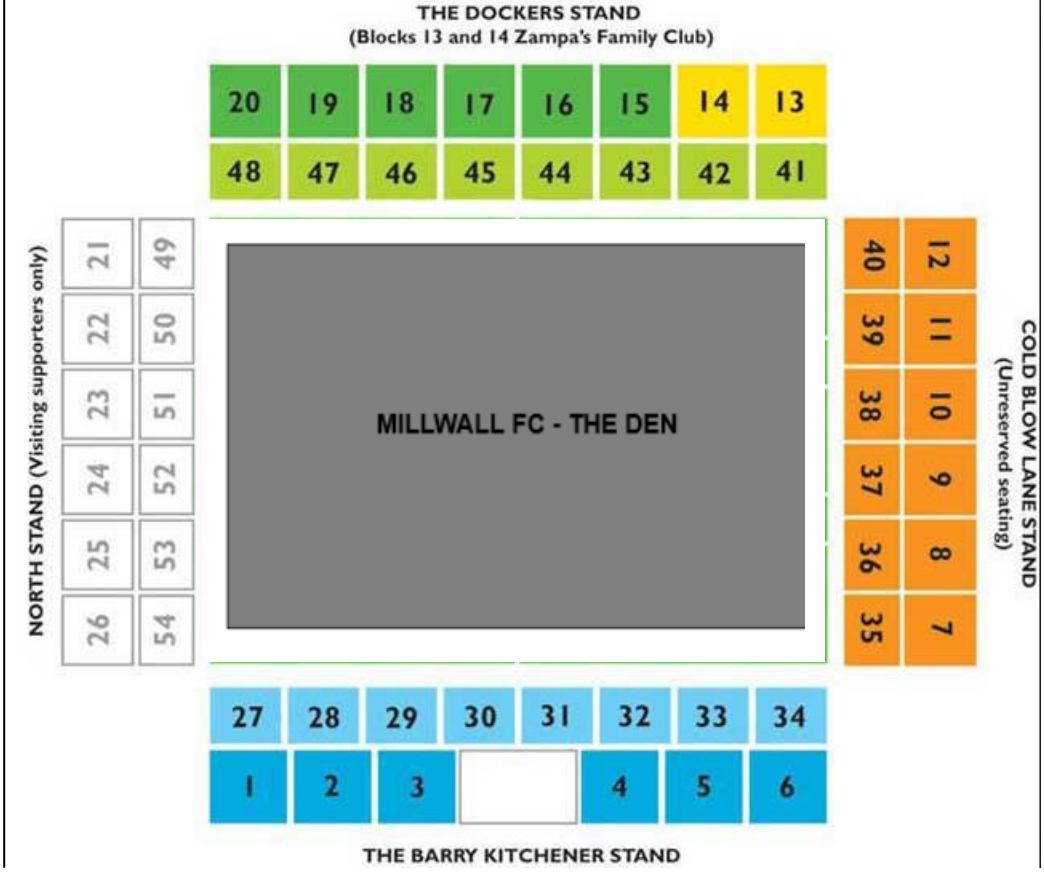 THE DOCKERS STAND
(Blocks 13 and 14 Zampa's Family Club)
20 19 18 17 16 15 14 13
48 47 46 45 44 43 42 41
NORTH STAND (Visiting supporters only)
21 49
22 50
23 51
24 52
25 53
26 54
MILLWALL FC - THE DEN
40 12
39 11
38 10
37 9
36 8
35 7
COLD BLOW LANE STAND
(Unreserved seating)
27 28 29 30 31 32 33 34
1 2 3 4 5 6
THE BARRY KITCHENER STAND